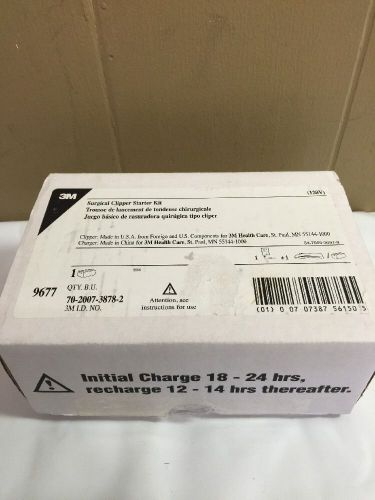 3M
Surgical Clipper Starter Kit
(110V)
Trousse de lancement de tondeuse chirurgicale
Juego básico de rasuradora quirúrgica tipo cliper
Clipper: Made in U.S.A. from Foreign and U.S. Components for 3M Health Care, St. Paul, MN 55144-1000
Charger: Made in China for 3M Health Care, St. Paul, MN 55144-1000
1
9677
QTY. B.U.
70-2007-3878-2
3M I.D. NO.
Attention, see
instructions for use
(01) 0 07 07387 56150 5
Initial Charge 18 - 24 hrs,
recharge 12 - 14 hrs thereafter.